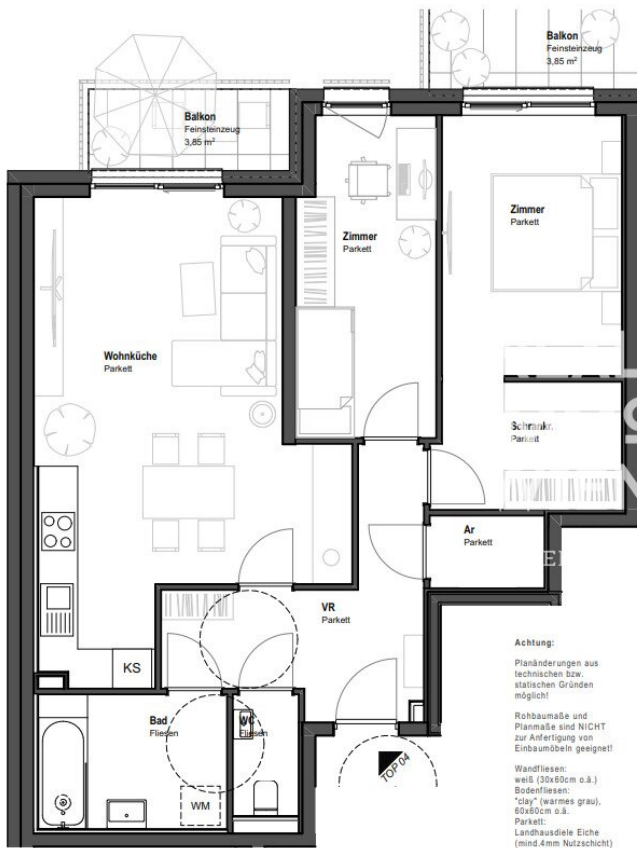 Balkon
Feinsteinzeug
3,85 m²
Balkon
Feinsteinzeug
3,85 m²
Zimmer
Parkett
Zimmer
Parkett
Wohnküche
Parkett
Schrankr.
Parkett
Ar
Parkett
VR
Parkett
KS
Bad
Fliesen
WC
Fliesen
WM
TOP 04
Achtung:
Planänderungen aus
technischen bzw.
statischen Gründen
möglich!
Rohbaumaße und
Planmaße sind NICHT
zur Anfertigung von
Einbaumöbeln geeignet!
Wandfliesen:
weiß (30x60cm o.ä.)
Bodenfliesen:
"clay" (warmes grau),
60x60cm o.ä.
Parkett:
Landhausdiele Eiche
(mind.4mm Nutzschicht)